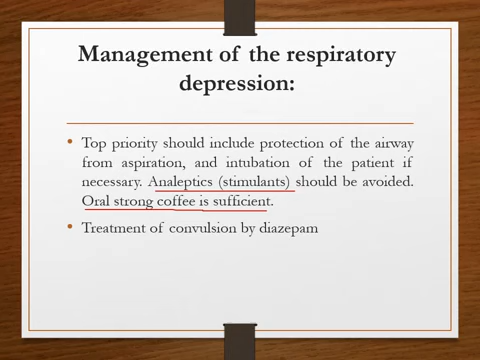 Management of the respiratory
depression:
• Top priority should include protection of the airway
from aspiration, and intubation of the patient if
necessary. Analeptics (stimulants) should be avoided.
Oral strong coffee is sufficient.
• Treatment of convulsion by diazepam